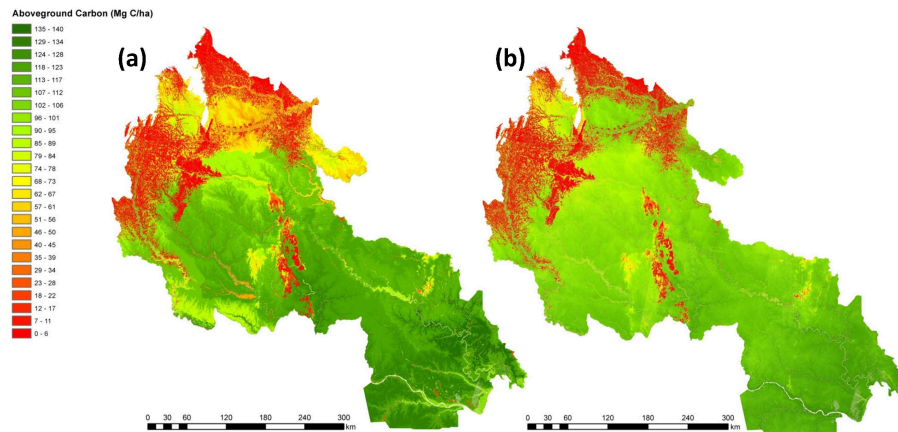 Aboveground Carbon (Mg C/ha)
135 - 140
129 - 134
124 - 128
118 - 123
113 - 117
107 - 112
102 - 106
96 - 101
90 - 95
85 - 89
79 - 84
74 - 78
68 - 73
62 - 67
57 - 61
51 - 56
46 - 50
40 - 45
35 - 39
29 - 34
23 - 28
18 - 22
12 - 17
7 - 11
0 - 6
(a)
(b)
0 30 60 120 180 240 300
km
0 30 60 120 180 240 300
km